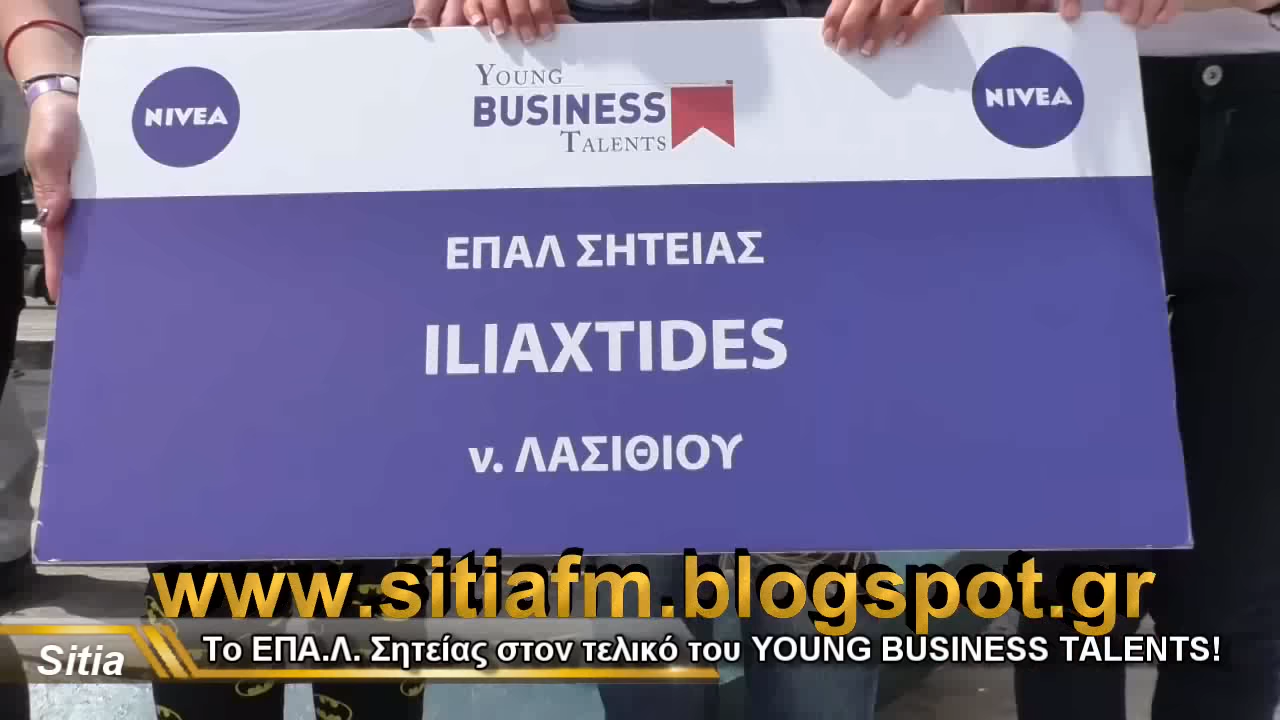 NIVEA
YOUNG
BUSINESS
TALENTS
NIVEA
ΕΠΑΛ ΣΗΤΕΙΑΣ
ILIAXTIDES
ν. ΛΑΣΙΘΙΟΥ
www.sitiafm.blogspot.gr
Sitia
Το ΕΠΑ.Λ. Σητείας στον τελικό του YOUNG BUSINESS TALENTS!